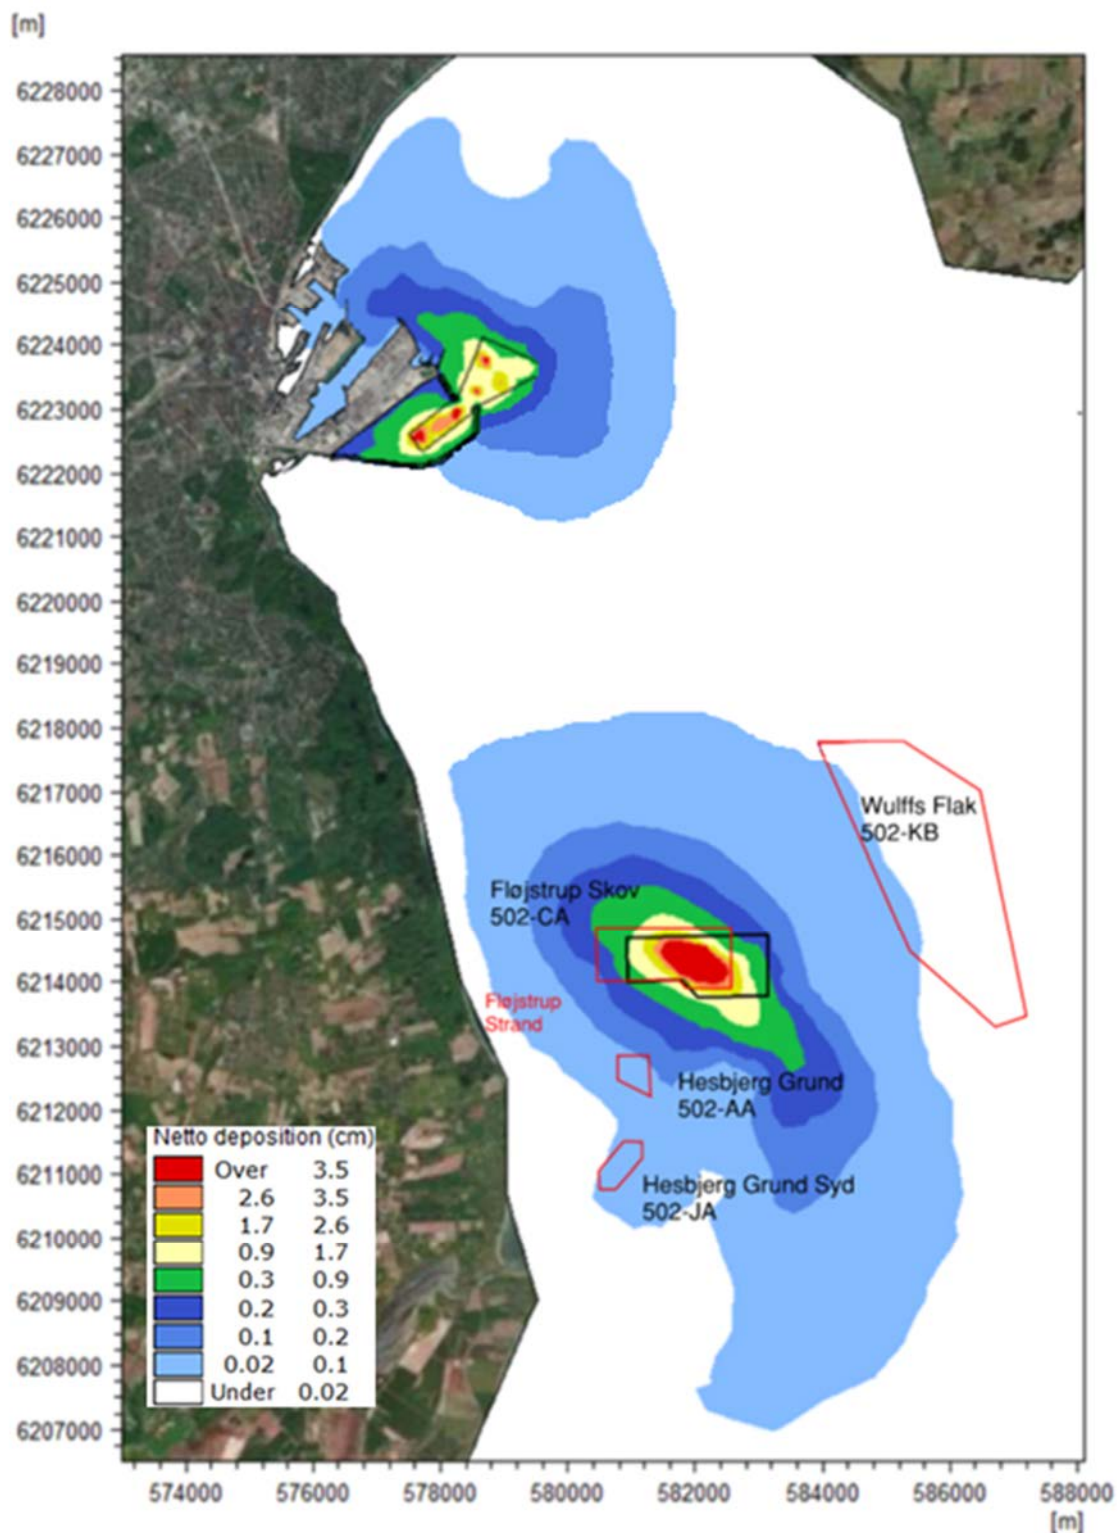 [m]
6228000
6227000
6226000
6225000
6224000
6223000
6222000
6221000
6220000
6219000
6218000
6217000
6216000
6215000
6214000
6213000
6212000
6211000
6210000
6209000
6208000
6207000
Wulffs Flak
502-KB
Fløjstrup Skov
502-CA
Fløjstrup
Strand
Hesbjerg Grund
502-AA
Hesbjerg Grund Syd
502-JA
Netto deposition (cm)
Over 3.5
2.6 3.5
1.7 2.6
0.9 1.7
0.3 0.9
0.2 0.3
0.1 0.2
0.02 0.1
Under 0.02
574000 576000 578000 580000 582000 584000 586000 588000
[m]